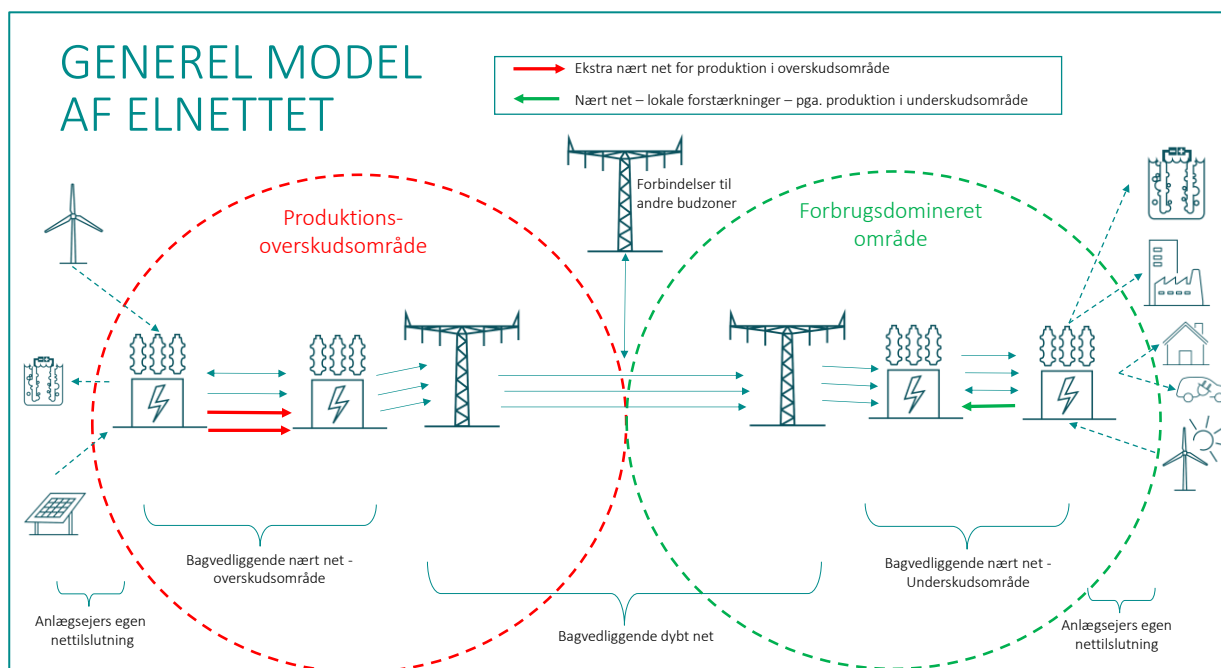 GENEREL MODEL
AF ELNETTET
Ekstra nært net for produktion i overskudsområde
Nært net – lokale forstærkninger – pga. produktion i underskudsområde
Forbindelser til
andre budzoner
Produktions-
overskudsområde
Forbrugsdomineret
område
Bagvedliggende nært net -
overskudsområde
Bagvedliggende nært net -
Underskudsområde
Anlægsejers egen
nettilslutning
Bagvedliggende dybt net
Anlægsejers egen
nettilslutning